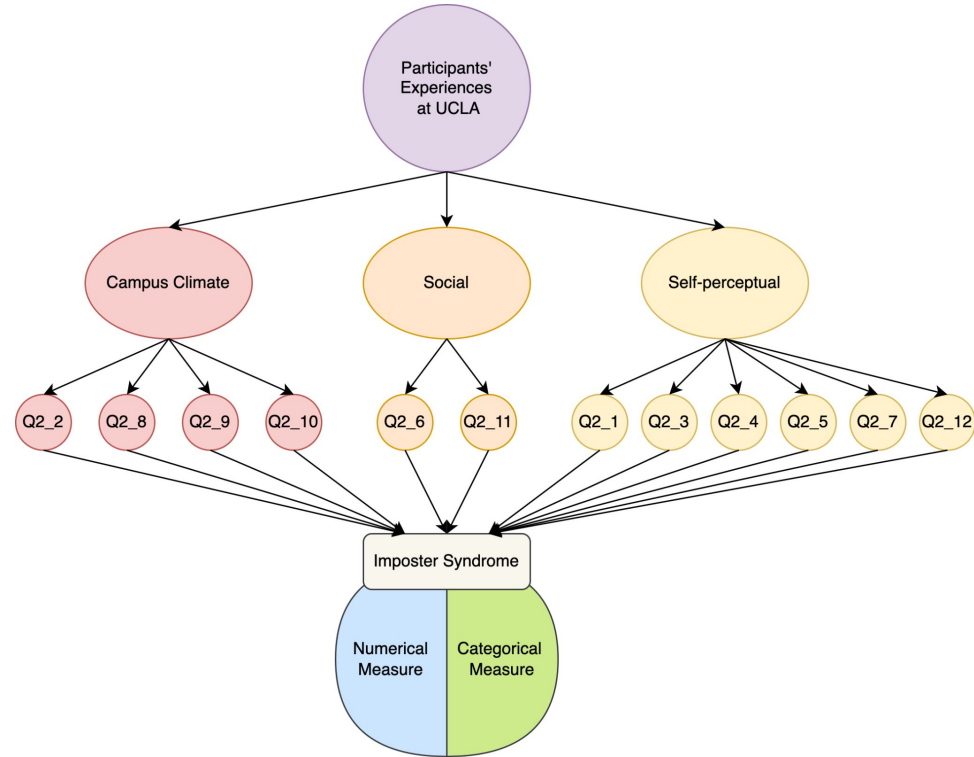 Participants'
Experiences
at UCLA
Campus Climate
Social
Self-perceptual
Q2_2
Q2_8
Q2_9
Q2_10
Q2_6
Q2_11
Q2_1
Q2_3
Q2_4
Q2_5
Q2_7
Q2_12
Imposter Syndrome
Numerical
Measure
Categorical
Measure